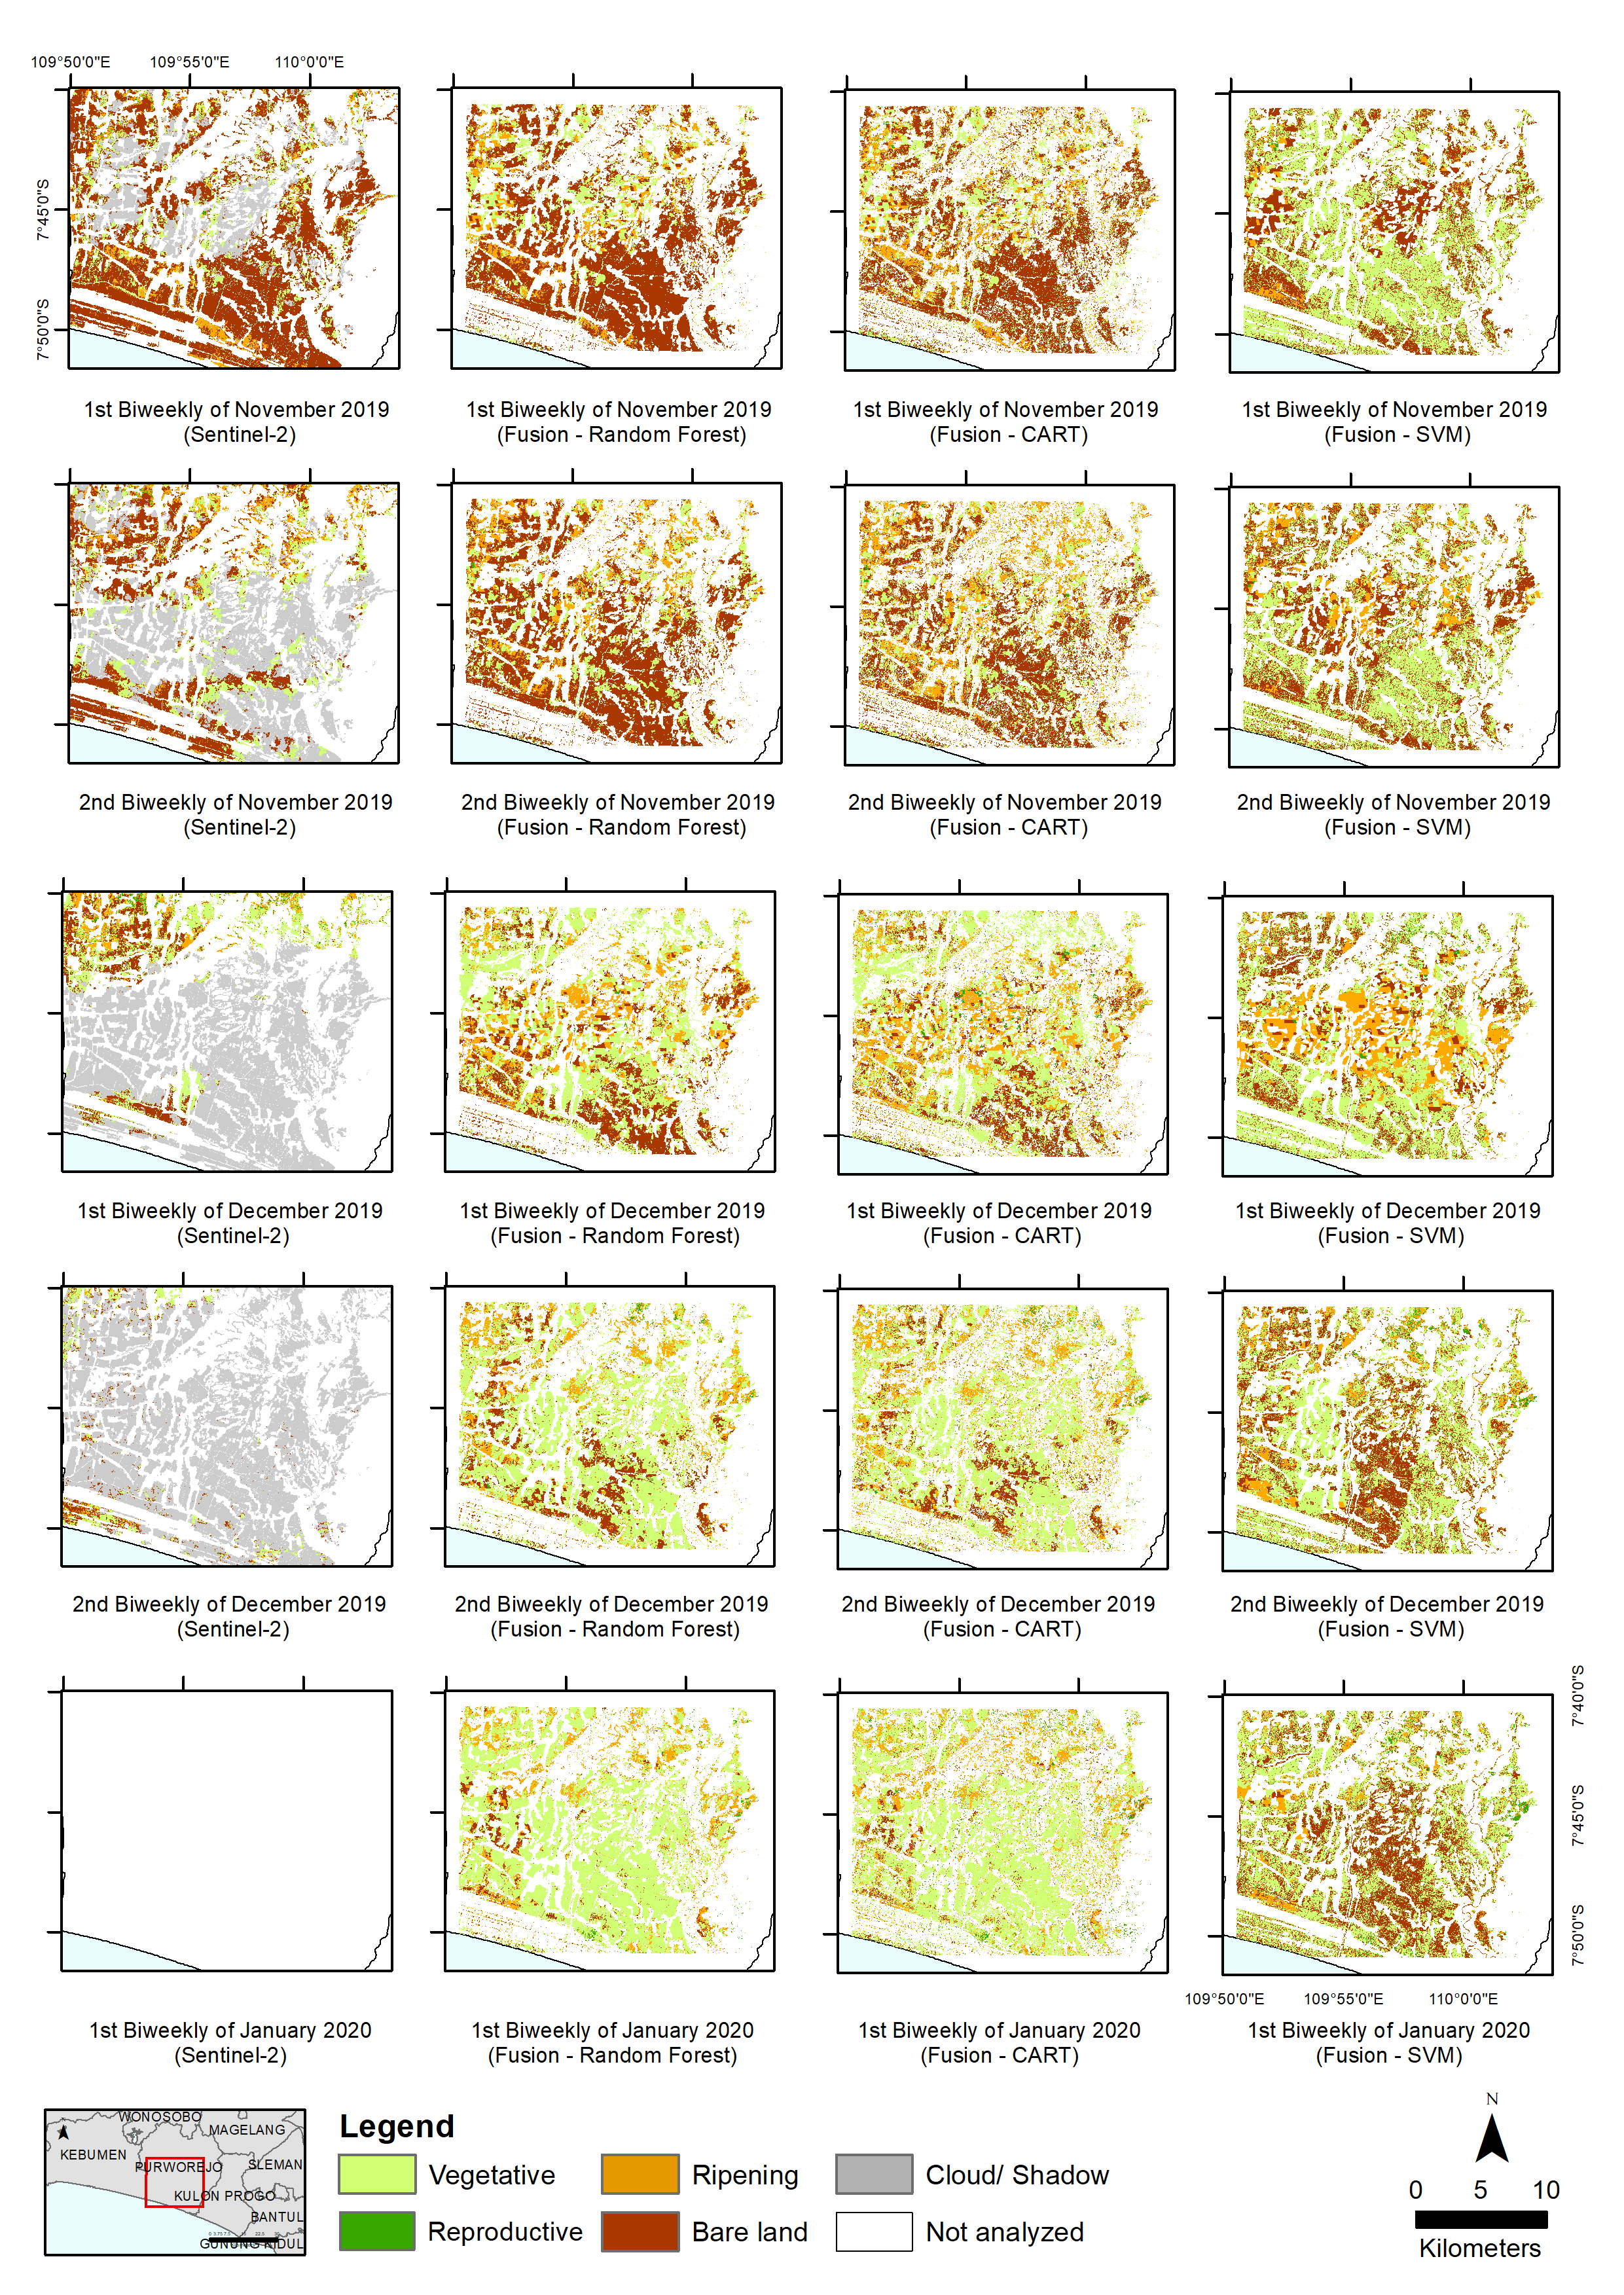 109°50'0"E 109°55'0"E 110°0'0"E
7°45'0"S
7°50'0"S
1st Biweekly of November 2019
(Sentinel-2)
1st Biweekly of November 2019
(Fusion - Random Forest)
1st Biweekly of November 2019
(Fusion - CART)
1st Biweekly of November 2019
(Fusion - SVM)
2nd Biweekly of November 2019
(Sentinel-2)
2nd Biweekly of November 2019
(Fusion - Random Forest)
2nd Biweekly of November 2019
(Fusion - CART)
2nd Biweekly of November 2019
(Fusion - SVM)
1st Biweekly of December 2019
(Sentinel-2)
1st Biweekly of December 2019
(Fusion - Random Forest)
1st Biweekly of December 2019
(Fusion - CART)
1st Biweekly of December 2019
(Fusion - SVM)
2nd Biweekly of December 2019
(Sentinel-2)
2nd Biweekly of December 2019
(Fusion - Random Forest)
2nd Biweekly of December 2019
(Fusion - CART)
2nd Biweekly of December 2019
(Fusion - SVM)
7°40'0"S
7°45'0"S
7°50'0"S
109°50'0"E 109°55'0"E 110°0'0"E
1st Biweekly of January 2020
(Sentinel-2)
1st Biweekly of January 2020
(Fusion - Random Forest)
1st Biweekly of January 2020
(Fusion - CART)
1st Biweekly of January 2020
(Fusion - SVM)
WONOSOBO
MAGELANG
KEBUMEN
PURWOREJO
SLEMAN
KULON PROGO
BANTUL
GUNUNG KIDUL
Legend
Vegetative
Ripening
Cloud/ Shadow
Reproductive
Bare land
Not analyzed
N
0 5 10
Kilometers